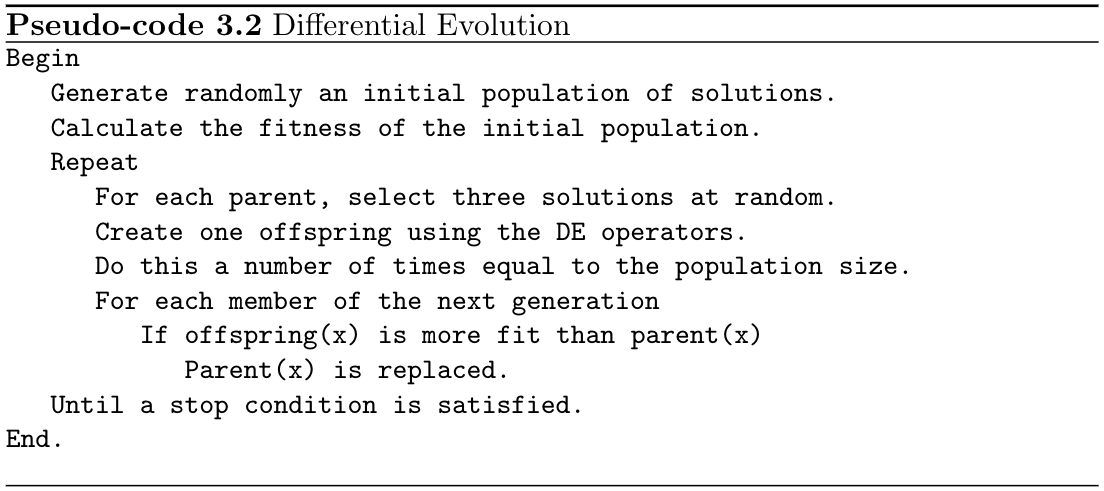 Pseudo-code 3.2 Differential Evolution
Begin
Generate randomly an initial population of solutions.
Calculate the fitness of the initial population.
Repeat
For each parent, select three solutions at random.
Create one offspring using the DE operators.
Do this a number of times equal to the population size.
For each member of the next generation
If offspring(x) is more fit than parent(x)
Parent(x) is replaced.
Until a stop condition is satisfied.
End.